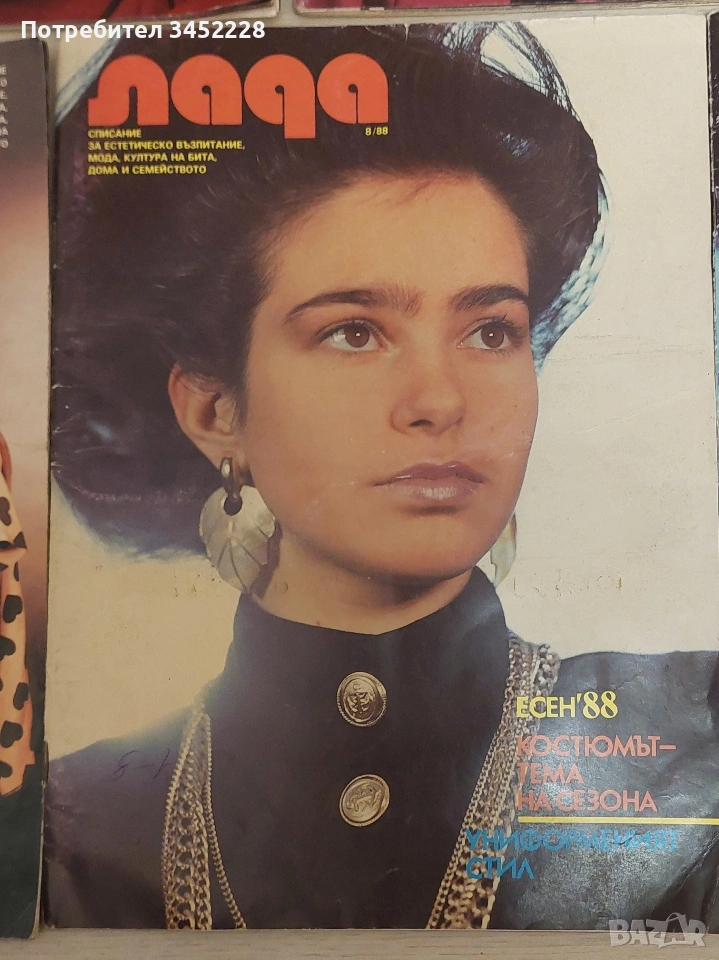 Потребител 3452228
лада
8/88
СПИСАНИЕ
ЗА ЕСТЕТИЧЕСКО ВЪЗПИТАНИЕ,
МОДА, КУЛТУРА НА БИТА,
ДОМА И СЕМЕЙСТВОТО
ЕСЕН'88
КОСТЮМЪТ–
ТЕМА
НА СЕЗОНА
УНИФОРМЕНИЯТ
СТИЛ
BAZAR